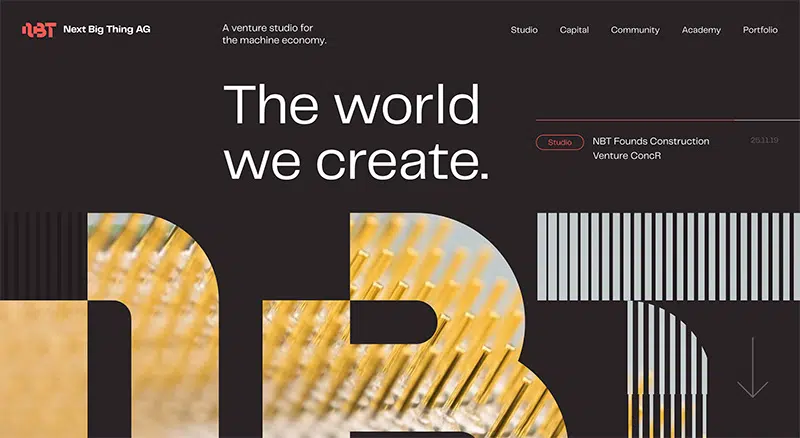 NBT Next Big Thing AG
A venture studio for
the machine economy.
Studio
Capital
Community
Academy
Portfolio
The world
we create.
Studio
NBT Founds Construction
Venture ConcR
25.11.19
NBT